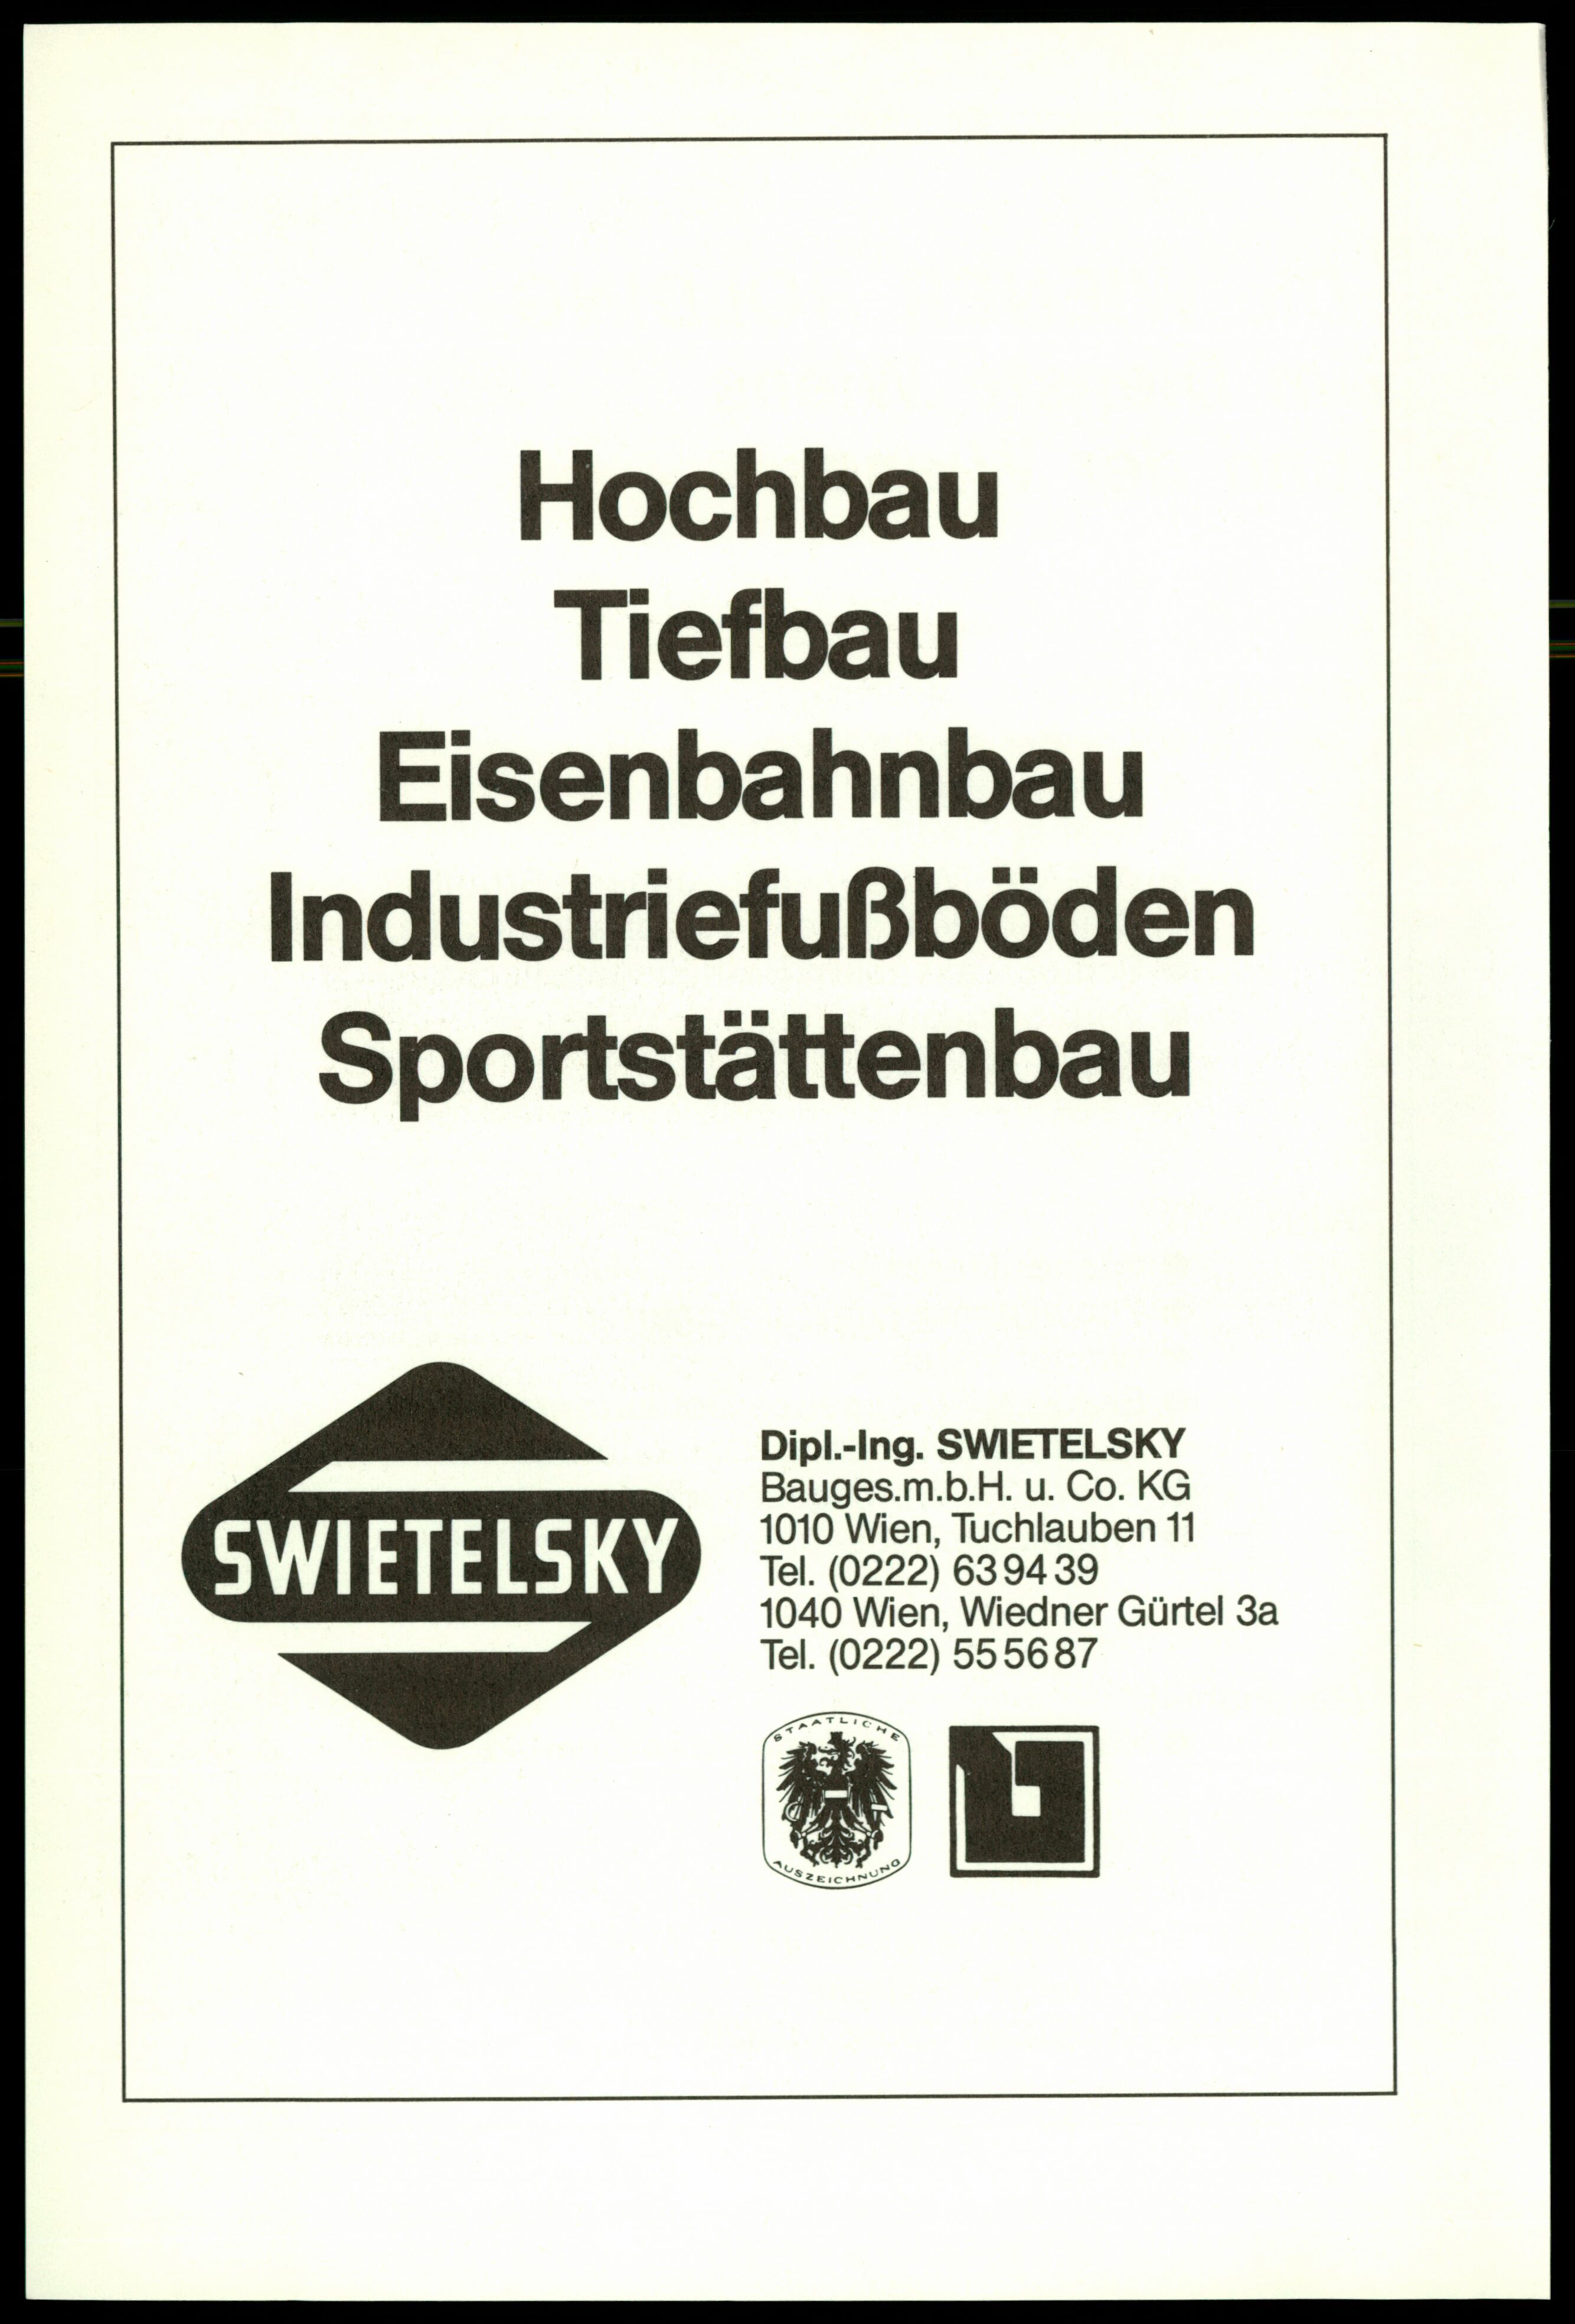 Hochbau
Tiefbau
Eisenbahnbau
Industriefußböden
Sportstättenbau
SWIETELSKY
Dipl.-Ing. SWIETELSKY
Bauges.m.b.H. u. Co. KG
1010 Wien, Tuchlauben 11
Tel. (0222) 63 94 39
1040 Wien, Wiedner Gürtel 3a
Tel. (0222) 55 56 87
STAATLICHE
AUSZEICHNUNG